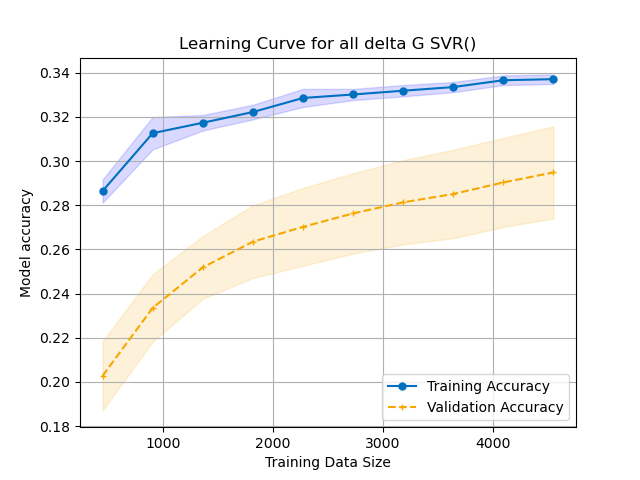 Learning Curve for all delta G SVR()
Model accuracy
0.34
0.32
0.30
0.28
0.26
0.24
0.22
0.20
0.18
1000 2000 3000 4000
Training Data Size
Training Accuracy
Validation Accuracy